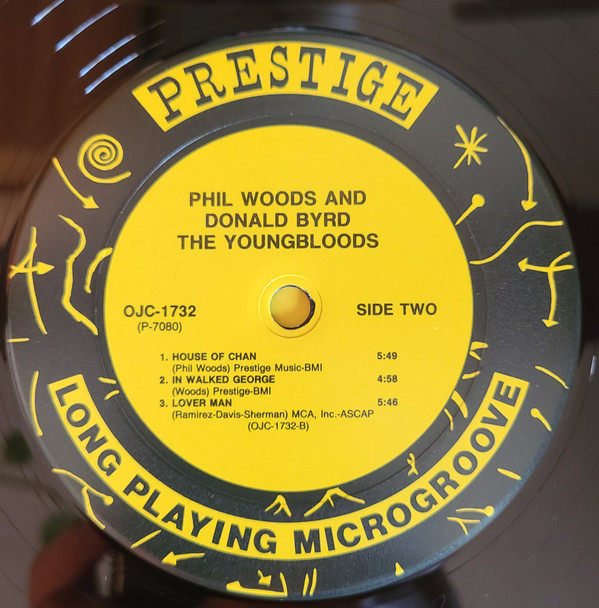 PRESTIGE
PHIL WOODS AND
DONALD BYRD
THE YOUNGBLOODS
OJC-1732 SIDE TWO
(P-7080)
1. HOUSE OF CHAN 5:49
(Phil Woods) Prestige Music-BMI
2. IN WALKED GEORGE 4:58
(Woods) Prestige-BMI
3. LOVER MAN 5:46
(Ramirez-Davis-Sherman) MCA, Inc.-ASCAP
(OJC-1732-B)
LONG PLAYING MICROGROOVE